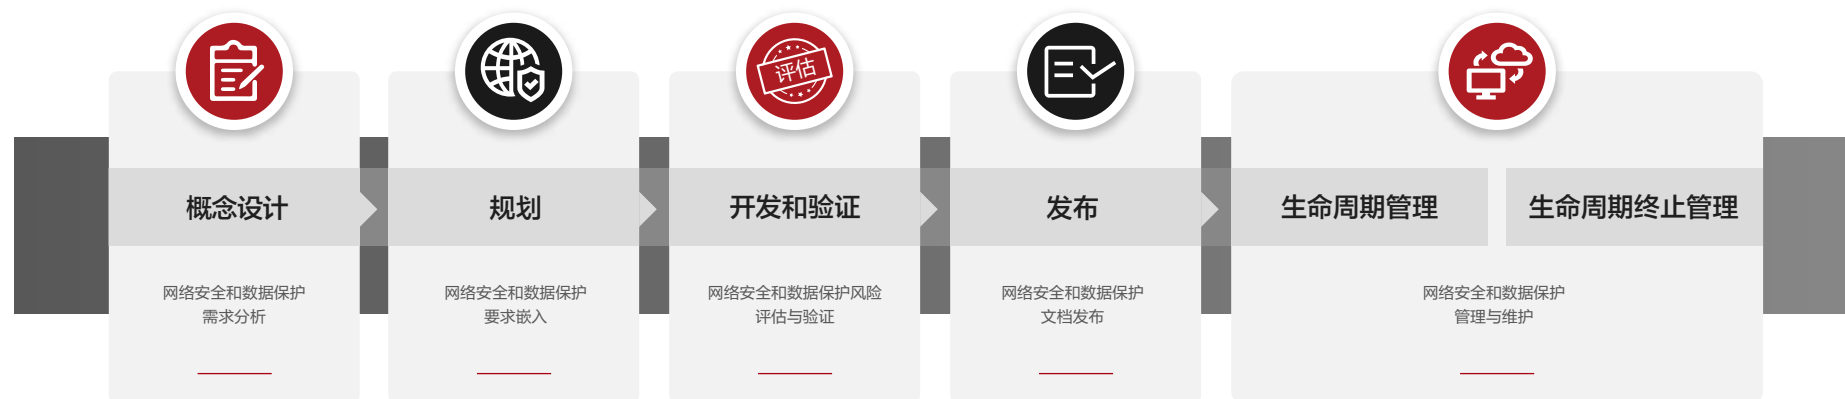 评估
概念设计
规划
开发和验证
发布
生命周期管理
生命周期终止管理
网络安全和数据保护
需求分析
网络安全和数据保护
要求嵌入
网络安全和数据保护风险
评估与验证
网络安全和数据保护
文档发布
网络安全和数据保护
管理与维护